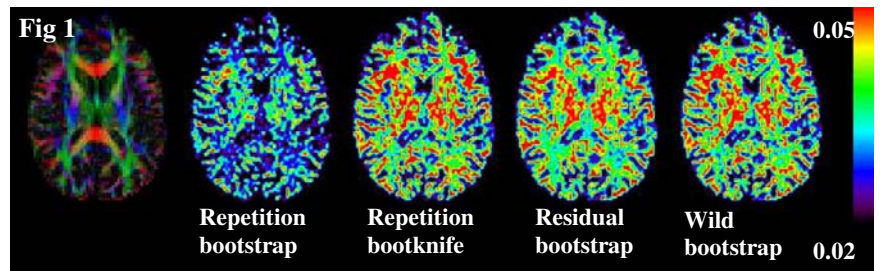 Fig 1
0.05
Repetition
bootstrap
Repetition
bootknife
Residual
bootstrap
Wild
bootstrap
0.02